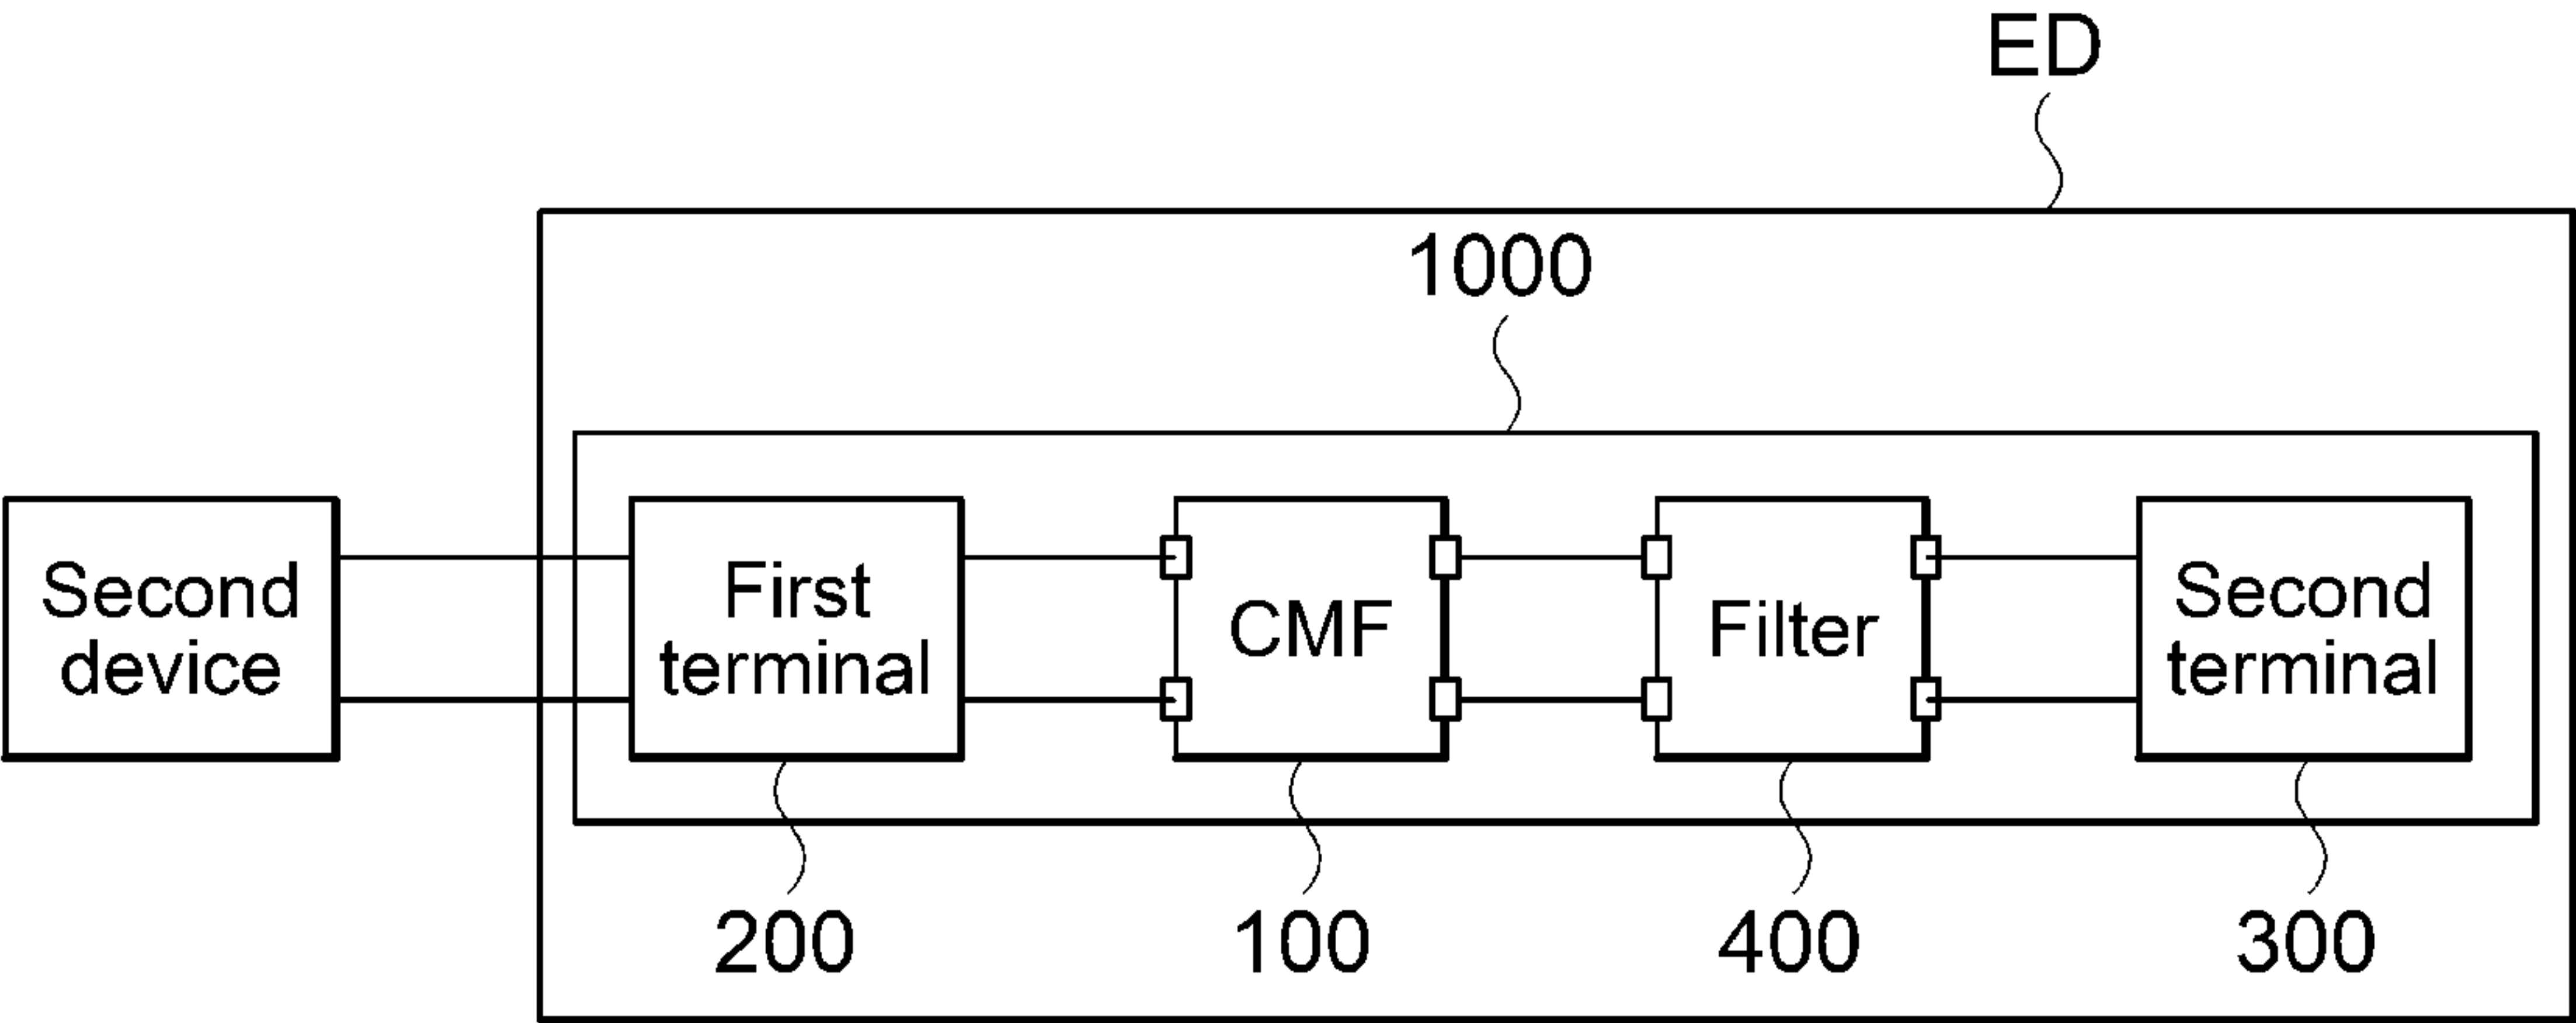 ED
1000
Second
device
First
terminal
CMF
Filter
Second
terminal
200
100
400
300